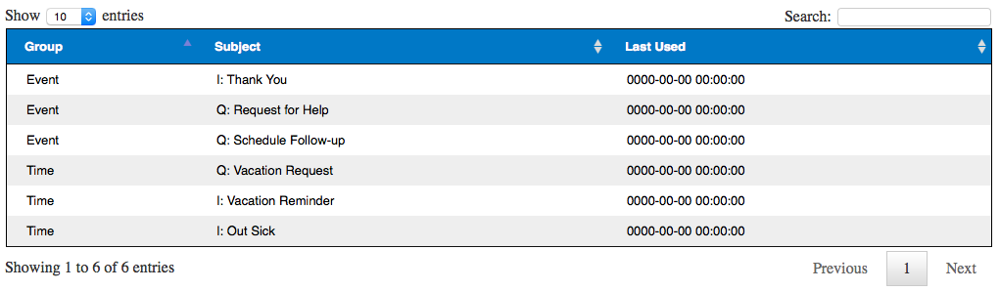 Show 10 entries Search:
Group Subject Last Used
Event I: Thank You 0000-00-00 00:00:00
Event Q: Request for Help 0000-00-00 00:00:00
Event Q: Schedule Follow-up 0000-00-00 00:00:00
Time Q: Vacation Request 0000-00-00 00:00:00
Time I: Vacation Reminder 0000-00-00 00:00:00
Time I: Out Sick 0000-00-00 00:00:00
Showing 1 to 6 of 6 entries Previous 1 Next